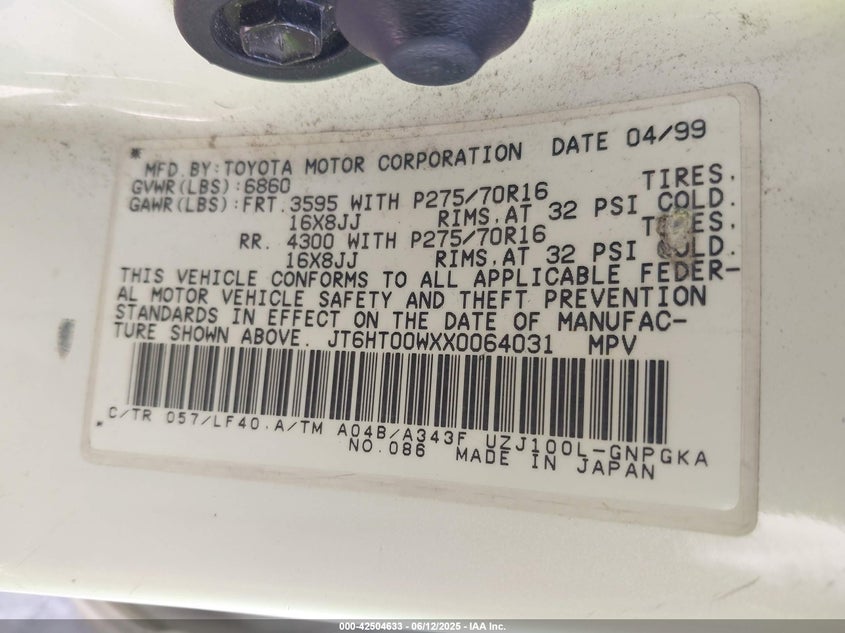 * MFD.BY:TOYOTA MOTOR CORPORATION DATE 04/99
GVWR(LBS):6860 TIRES.
GAWR(LBS):FRT.3595 WITH P275/70R16 COLD.
16X8JJ RIMS,AT 32 PSI
RR. 4300 WITH P275/70R16
16X8JJ RIMS,AT 32 PSI
THIS VEHICLE CONFORMS TO ALL APPLICABLE FEDER-
AL MOTOR VEHICLE SAFETY AND THEFT PREVENTION
STANDARDS IN EFFECT ON THE DATE OF MANUFAC-
TURE SHOWN ABOVE. JT6HT00WXX0064031 MPV
C/TR 057/LF40.A/TM A04B/A343F UZJ100L-GNPGKA
* NO.086 MADE IN JAPAN
000-42504633 - 06/12/2025 - IAA Inc.